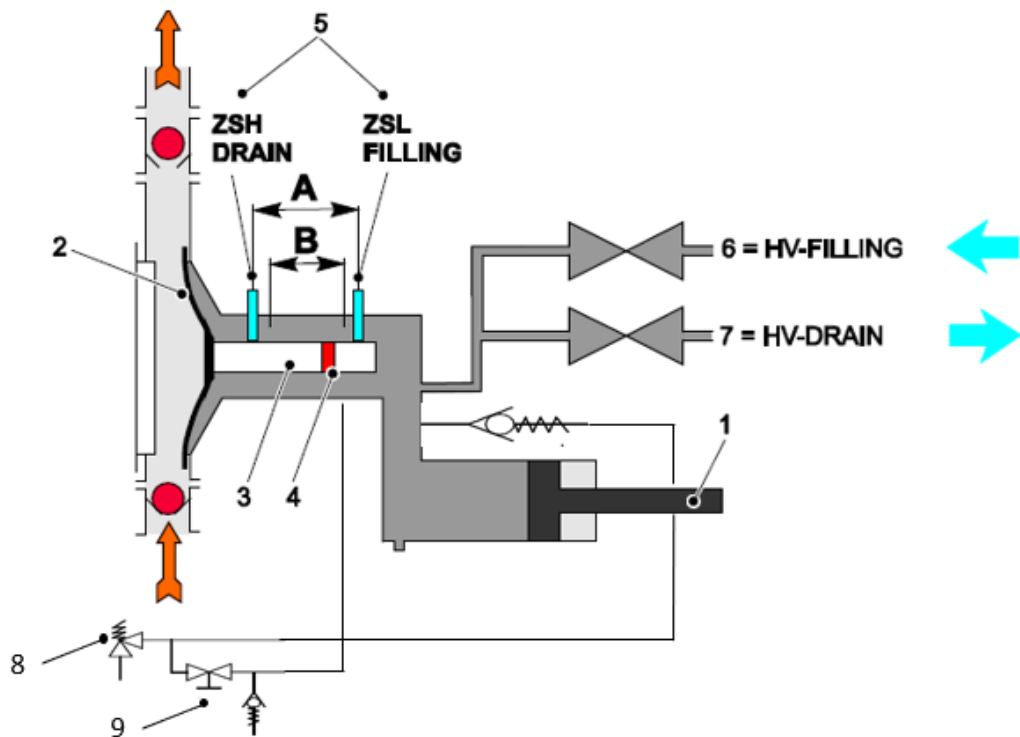 5
ZSH
DRAIN
ZSL
FILLING
A
B
2
6 = HV-FILLING
7 = HV-DRAIN
1
3
4
8
9